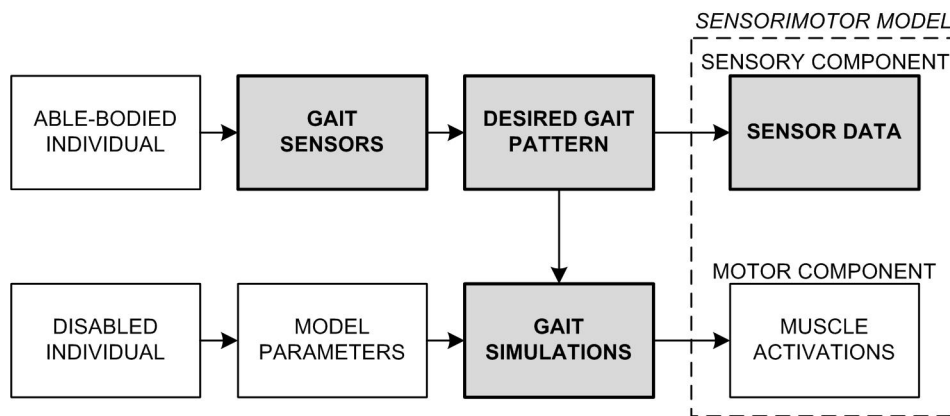 SENSORIMOTOR MODEL
SENSORY COMPONENT
ABLE-BODIED
INDIVIDUAL
GAIT
SENSORS
DESIRED GAIT
PATTERN
SENSOR DATA
MOTOR COMPONENT
DISABLED
INDIVIDUAL
MODEL
PARAMETERS
GAIT
SIMULATIONS
MUSCLE
ACTIVATIONS